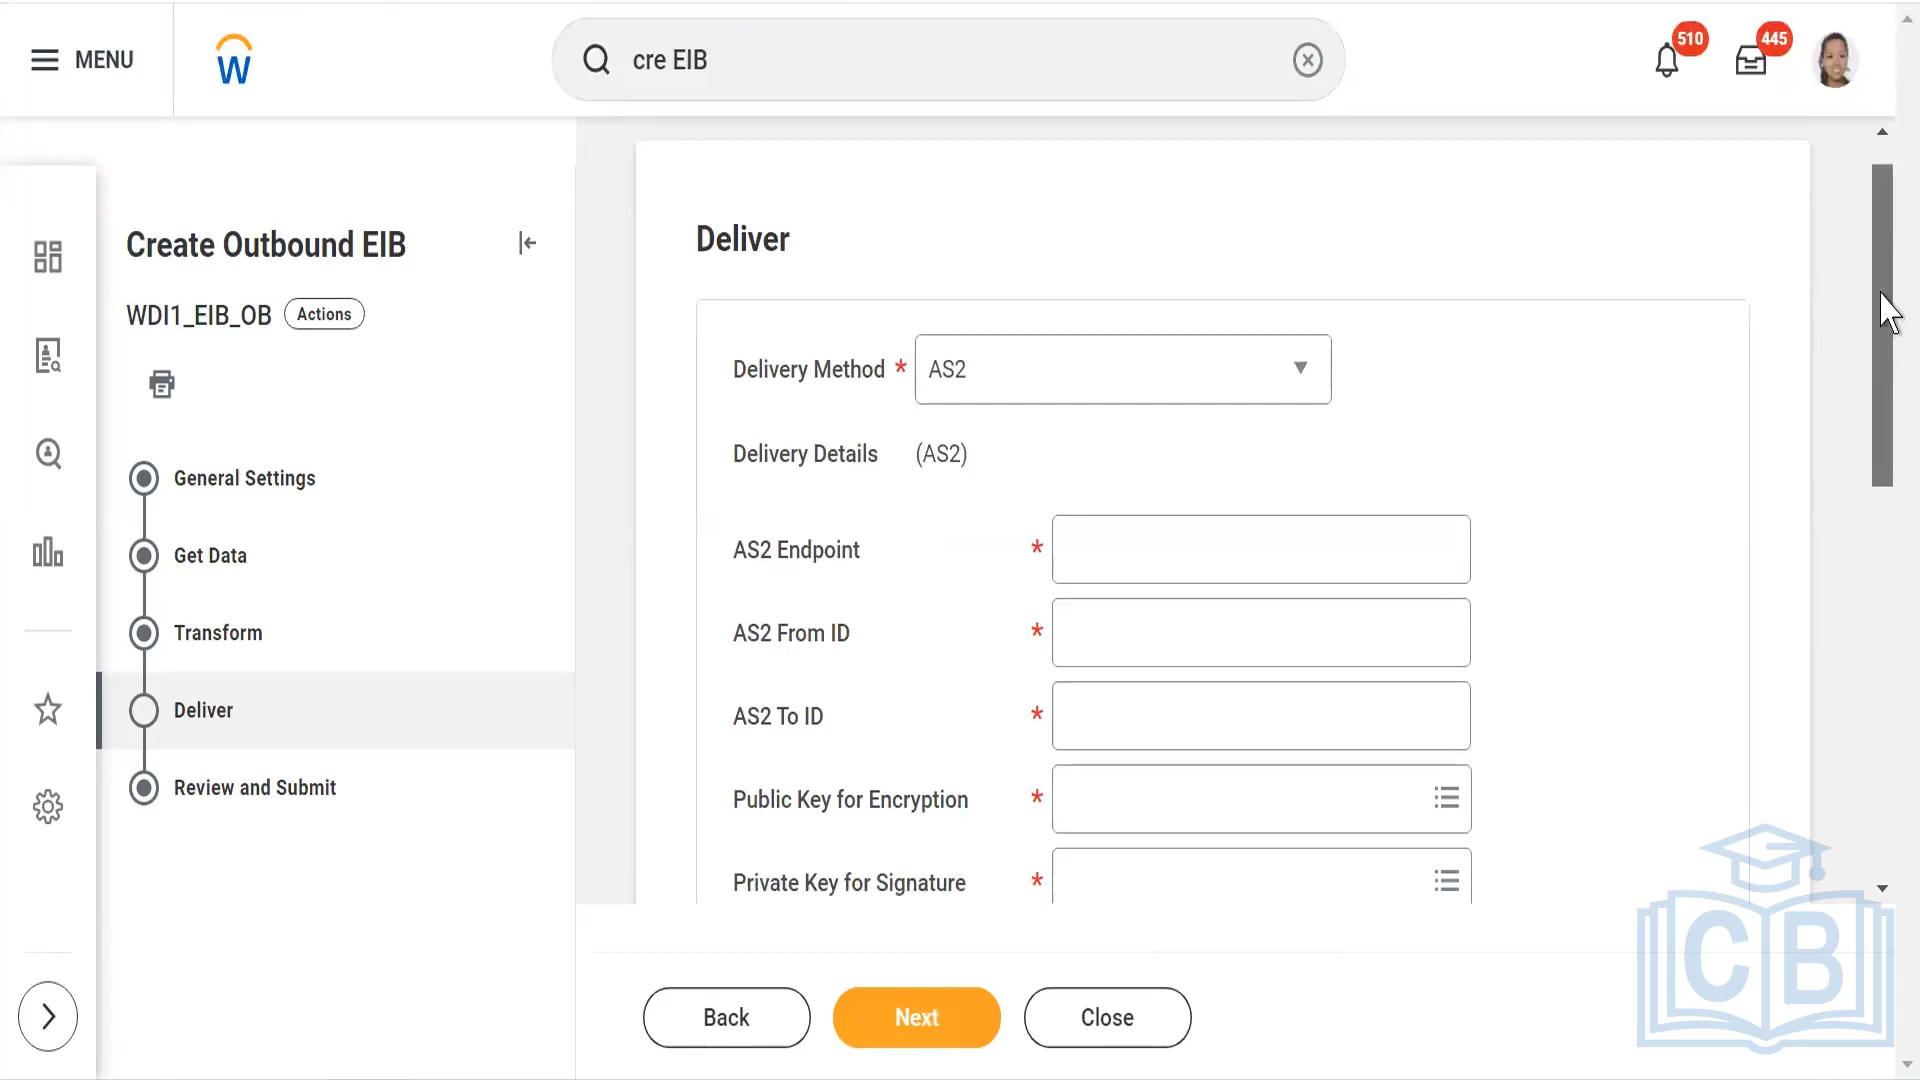 MENU
cre EIB
510
445
Create Outbound EIB
WDI1_EIB_OB
Actions
General Settings
Get Data
Transform
Deliver
Review and Submit
Deliver
Delivery Method * AS2
Delivery Details (AS2)
AS2 Endpoint *
AS2 From ID *
AS2 To ID *
Public Key for Encryption *
Private Key for Signature *
Back
Next
Close
CB